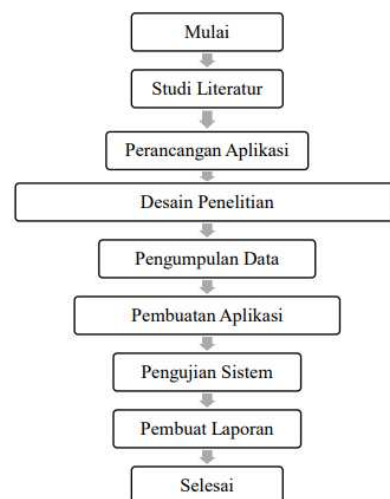 Mulai
Studi Literatur
Perancangan Aplikasi
Desain Penelitian
Pengumpulan Data
Pembuatan Aplikasi
Pengujian Sistem
Pembuat Laporan
Selesai